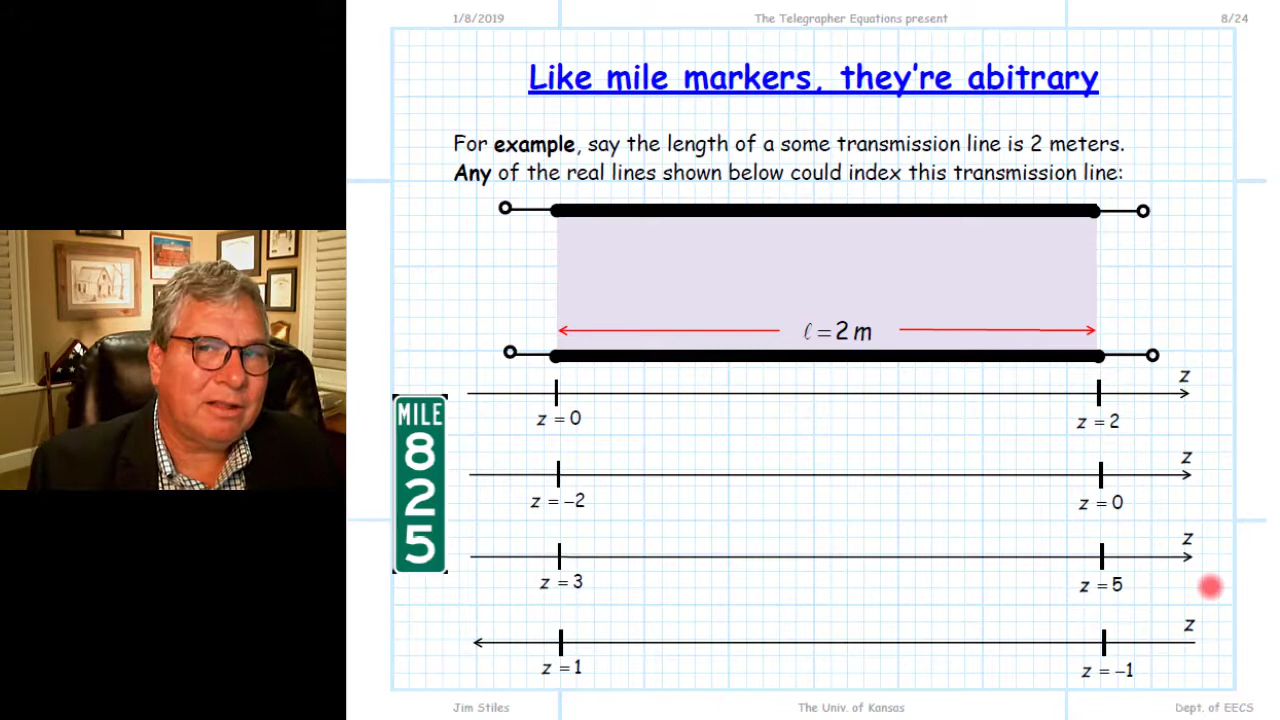 1/8/2019 The Telegrapher Equations present 8/24
Like mile markers, they're abitrary
For example, say the length of a some transmission line is 2 meters.
Any of the real lines shown below could index this transmission line:
ℓ = 2 m
z
z = 0 z = 2
MILE
8
2
5
z
z = −2 z = 0
z
z = 3 z = 5
z
z = 1 z = −1
Jim Stiles The Univ. of Kansas Dept. of EECS